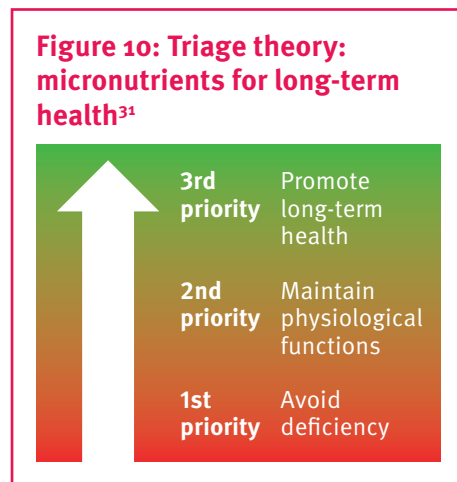 Figure 10: Triage theory:
micronutrients for long-term
health³¹
3rd priority Promote long-term health
2nd priority Maintain physiological functions
1st priority Avoid deficiency